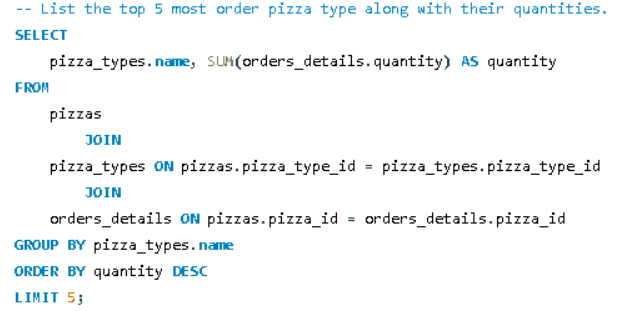 -- List the top 5 most order pizza type along with their quantities.
SELECT
pizza_types.name, SUM(orders_details.quantity) AS quantity
FROM
pizzas
JOIN
pizza_types ON pizzas.pizza_type_id = pizza_types.pizza_type_id
JOIN
orders_details ON pizzas.pizza_id = orders_details.pizza_id
GROUP BY pizza_types.name
ORDER BY quantity DESC
LIMIT 5;